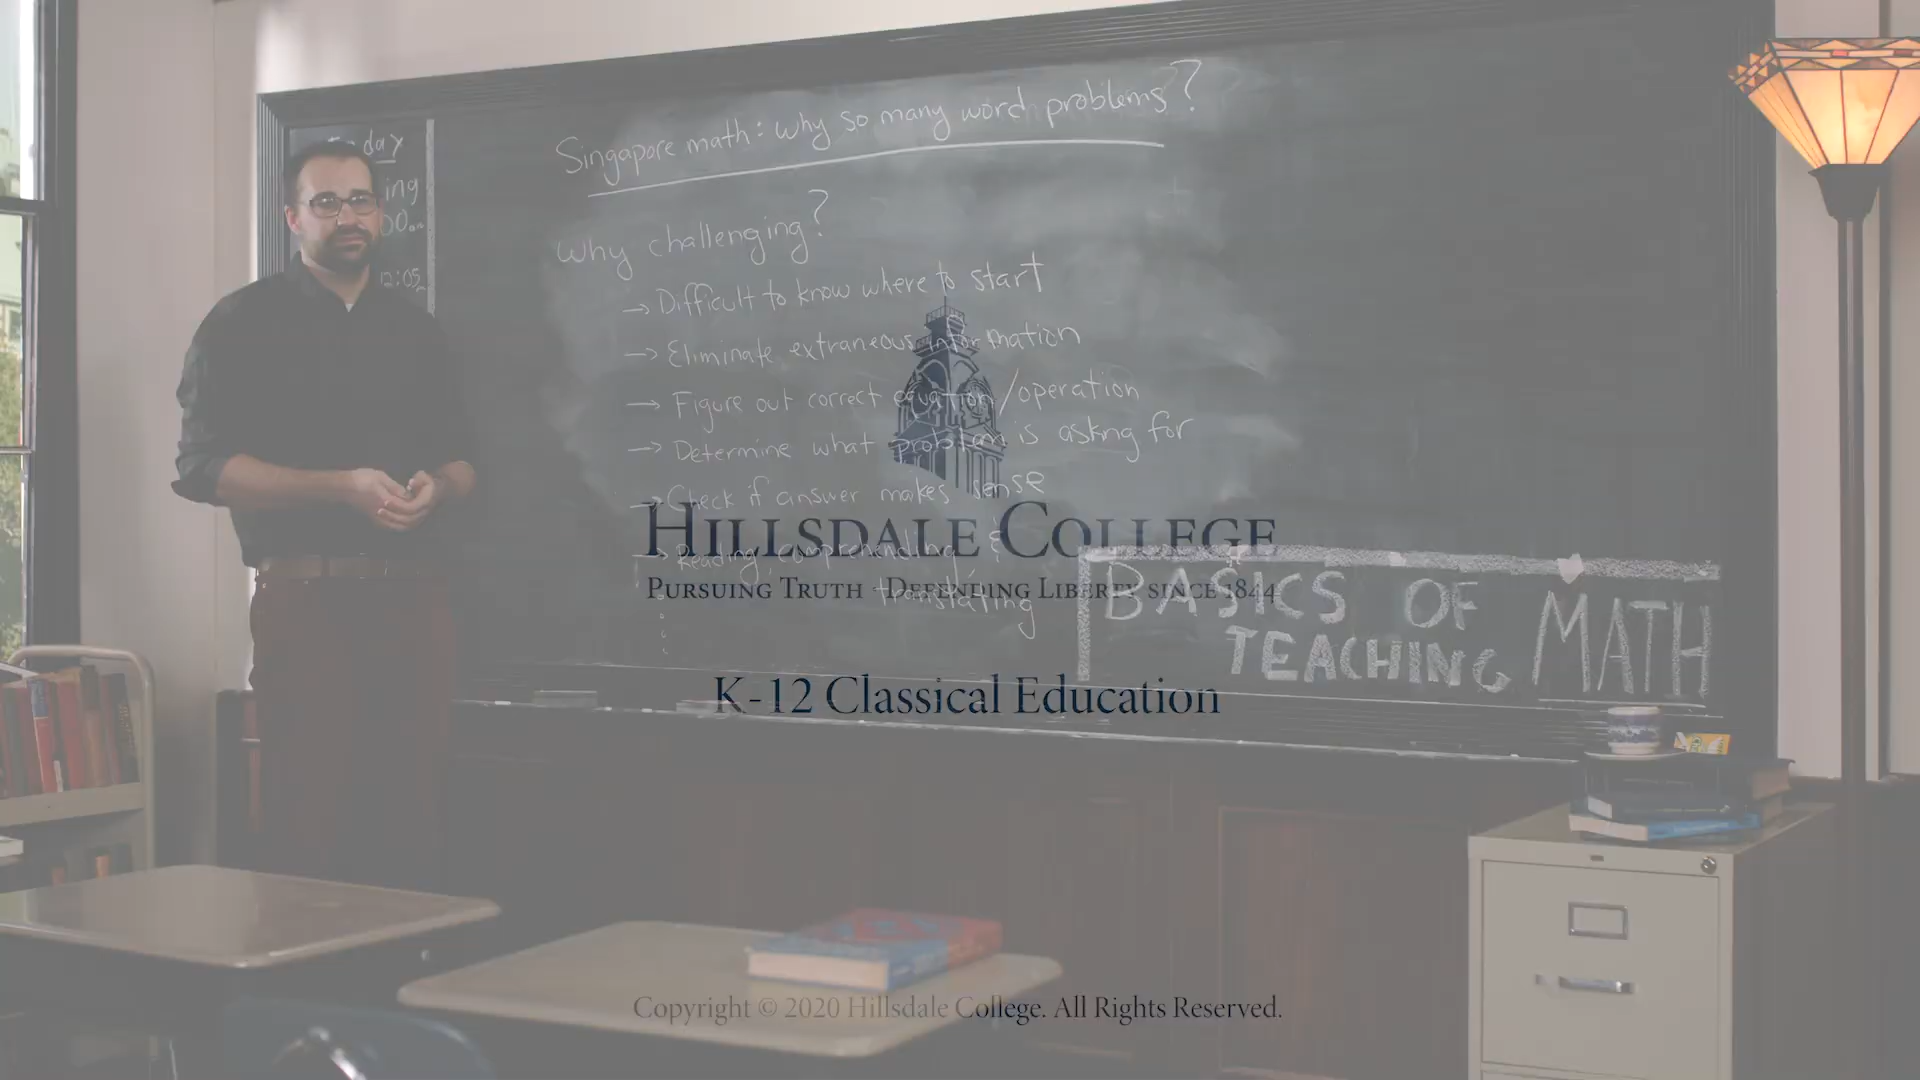 day
ing
00am
12:05
Singapore math: why so many word problems?
Why challenging?
→ Difficult to know where to start
→ Eliminate extraneous information
→ Figure out correct equation/operation
→ Determine what problem is asking for
→ Check if answer makes sense
→ Reading, comprehending, &
translating
HILLSDALE COLLEGE
PURSUING TRUTH · DEFENDING LIBERTY SINCE 1844
BASICS OF
TEACHING MATH
K-12 Classical Education
Copyright © 2020 Hillsdale College. All Rights Reserved.